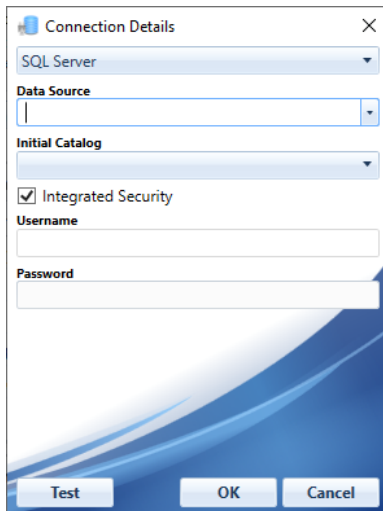 Connection Details
SQL Server
Data Source
Initial Catalog
Integrated Security
Username
Password
Test OK Cancel